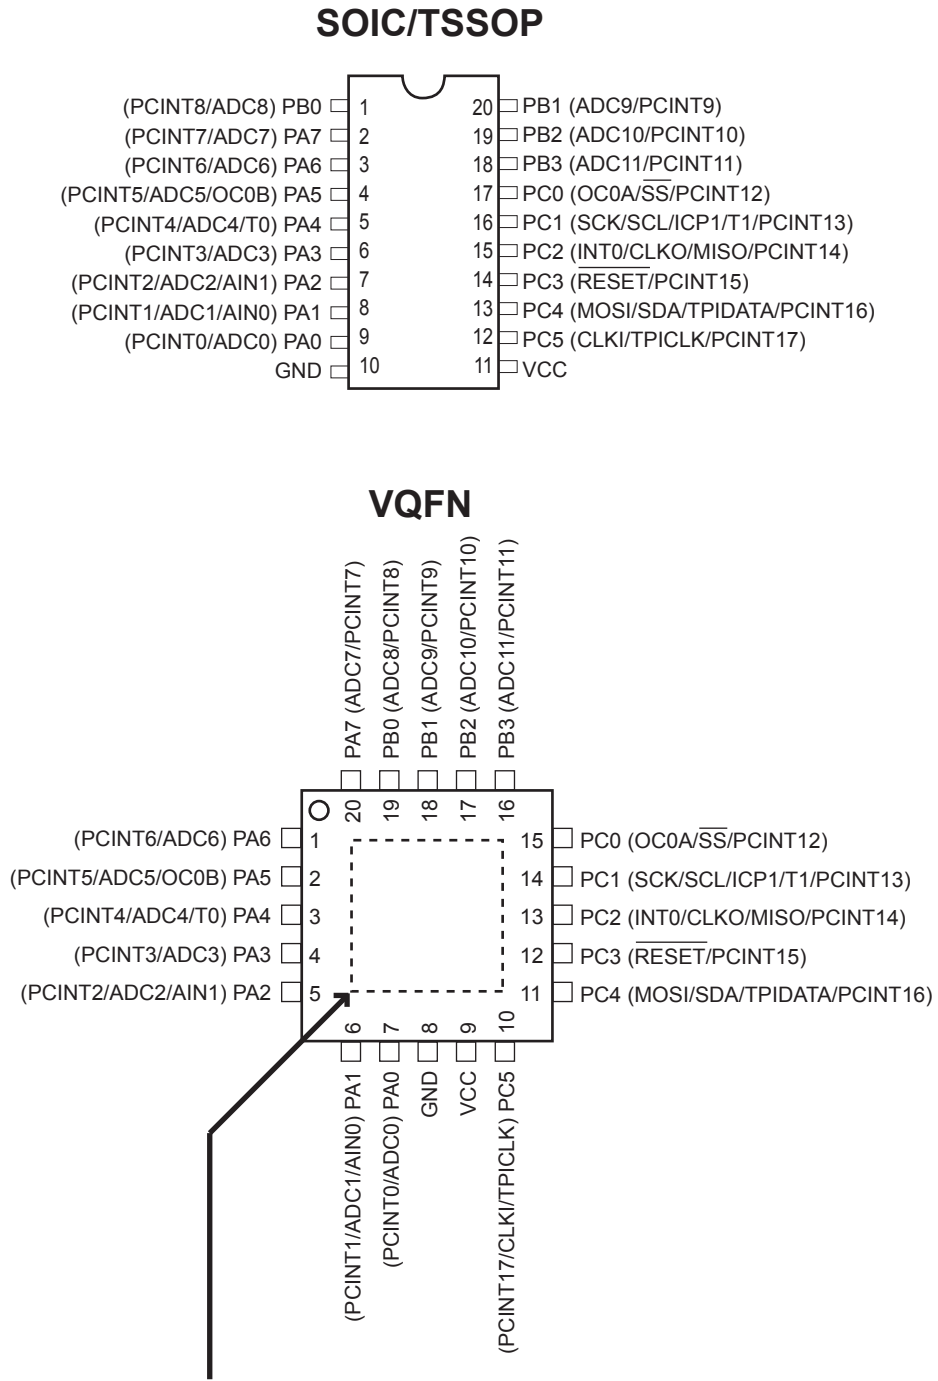 SOIC/TSSOP
(PCINT8/ADC8) PB0 1 20 PB1 (ADC9/PCINT9)
(PCINT7/ADC7) PA7 2 19 PB2 (ADC10/PCINT10)
(PCINT6/ADC6) PA6 3 18 PB3 (ADC11/PCINT11)
(PCINT5/ADC5/OC0B) PA5 4 17 PC0 (OC0A/SS/PCINT12)
(PCINT4/ADC4/T0) PA4 5 16 PC1 (SCK/SCL/ICP1/T1/PCINT13)
(PCINT3/ADC3) PA3 6 15 PC2 (INT0/CLKO/MISO/PCINT14)
(PCINT2/ADC2/AIN1) PA2 7 14 PC3 (RESET/PCINT15)
(PCINT1/ADC1/AIN0) PA1 8 13 PC4 (MOSI/SDA/TPIDATA/PCINT16)
(PCINT0/ADC0) PA0 9 12 PC5 (CLKI/TPICLK/PCINT17)
GND 10 11 VCC
VQFN
PA7 (ADC7/PCINT7)
PB0 (ADC8/PCINT8)
PB1 (ADC9/PCINT9)
PB2 (ADC10/PCINT10)
PB3 (ADC11/PCINT11)
20 19 18 17 16
(PCINT6/ADC6) PA6 1 15 PC0 (OC0A/SS/PCINT12)
(PCINT5/ADC5/OC0B) PA5 2 14 PC1 (SCK/SCL/ICP1/T1/PCINT13)
(PCINT4/ADC4/T0) PA4 3 13 PC2 (INT0/CLKO/MISO/PCINT14)
(PCINT3/ADC3) PA3 4 12 PC3 (RESET/PCINT15)
(PCINT2/ADC2/AIN1) PA2 5 11 PC4 (MOSI/SDA/TPIDATA/PCINT16)
6 7 8 9 10
(PCINT1/ADC1/AIN0) PA1
(PCINT0/ADC0) PA0
GND
VCC
(PCINT17/CLKI/TPICLK) PC5